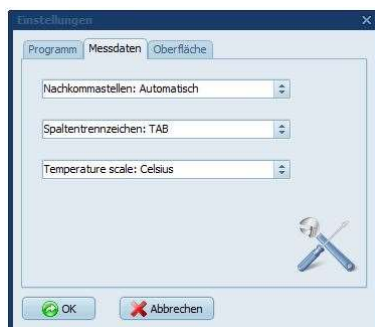 Einstellungen
Programm Messdaten Oberfläche
Nachkommastellen: Automatisch
Spaltentrennzeichen: TAB
Temperature scale: Celsius
OK Abbrechen